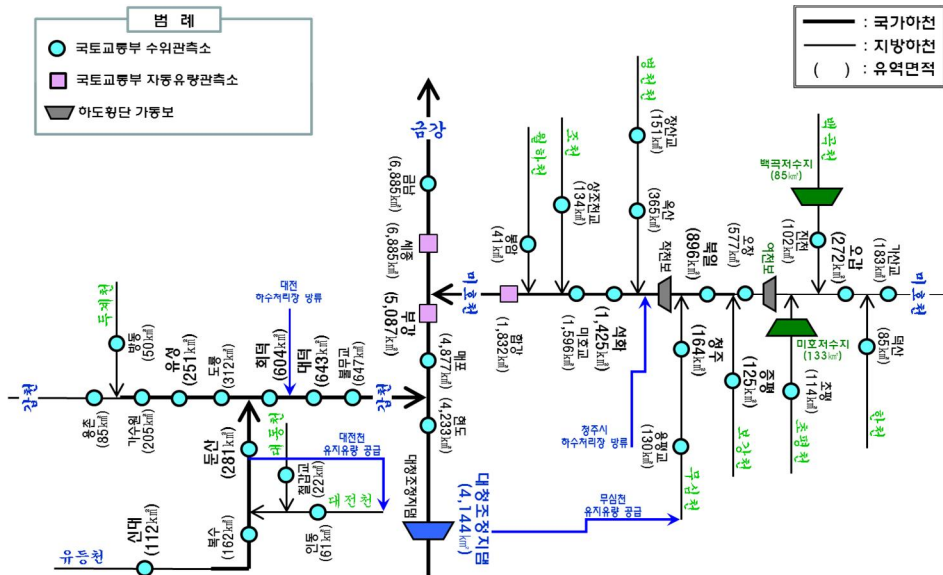 범 례
국토교통부 수위관측소
국토교통부 자동유량관측소
하도횡단 가동보
: 국가하천
: 지방하천
( ) : 유역면적
금강
금남
(6,885㎢)
세종
(6,885㎢)
부강
(5,087㎢)
매포
(4,877㎢)
현도
(4,233㎢)
대청조정지댐
대청조정지댐
(4,144㎢)
미호천
합강
(1,832㎢)
월하천
봉암
(41㎢)
조천
상조천교
(134㎢)
미호교
(1,596㎢)
석화
(1,425㎢)
병천천
장산교
(151㎢)
옥산
(365㎢)
작천보
북일
(896㎢)
오창
(577㎢)
여천보
백곡천
백곡저수지
(85㎢)
진천
(102㎢)
오갑
(272㎢)
가산교
(183㎢)
미호천
미호저수지
(133㎢)
덕산
(85㎢)
한천
조평
(114㎢)
초평천
증평
(125㎢)
보강천
청주
(164㎢)
용평교
(130㎢)
무심천
청주시
하수처리장 방류
무심천
유지유량 공급
두계천
방동
(50㎢)
갑천
용촌
(85㎢)
가수원
(205㎢)
유성
(251㎢)
도룡
(312㎢)
회덕
(604㎢)
대덕
(643㎢)
불무교
(647㎢)
갑천
대전
하수처리장 방류
둔산
(281㎢)
대동천
철갑교
(22㎢)
대전천
유지유량 공급
대전천
인동
(61㎢)
복수
(162㎢)
신대
(112㎢)
유등천